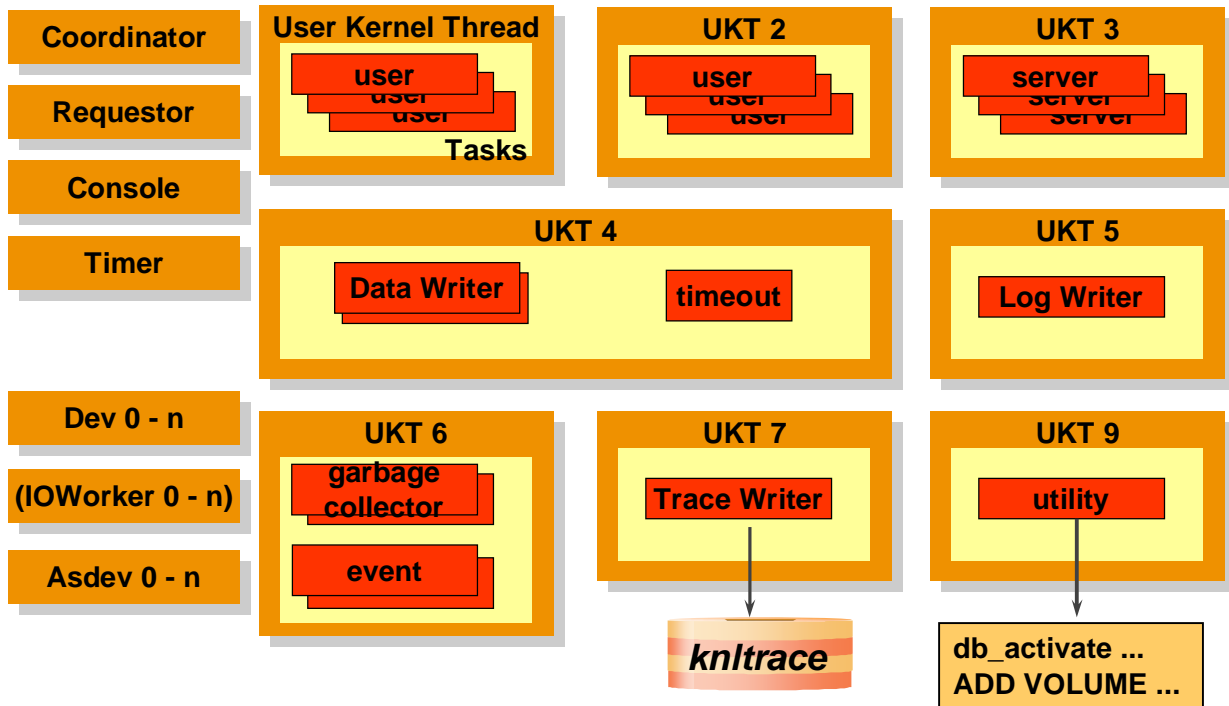 Coordinator
Requestor
Console
Timer
Dev 0 - n
(IOWorker 0 - n)
Asdev 0 - n
User Kernel Thread
user
user
user
Tasks
UKT 2
user
user
user
UKT 3
server
server
server
UKT 4
Data Writer
timeout
UKT 5
Log Writer
UKT 6
garbage
collector
event
UKT 7
Trace Writer
knltrace
UKT 9
utility
db_activate ...
ADD VOLUME ...